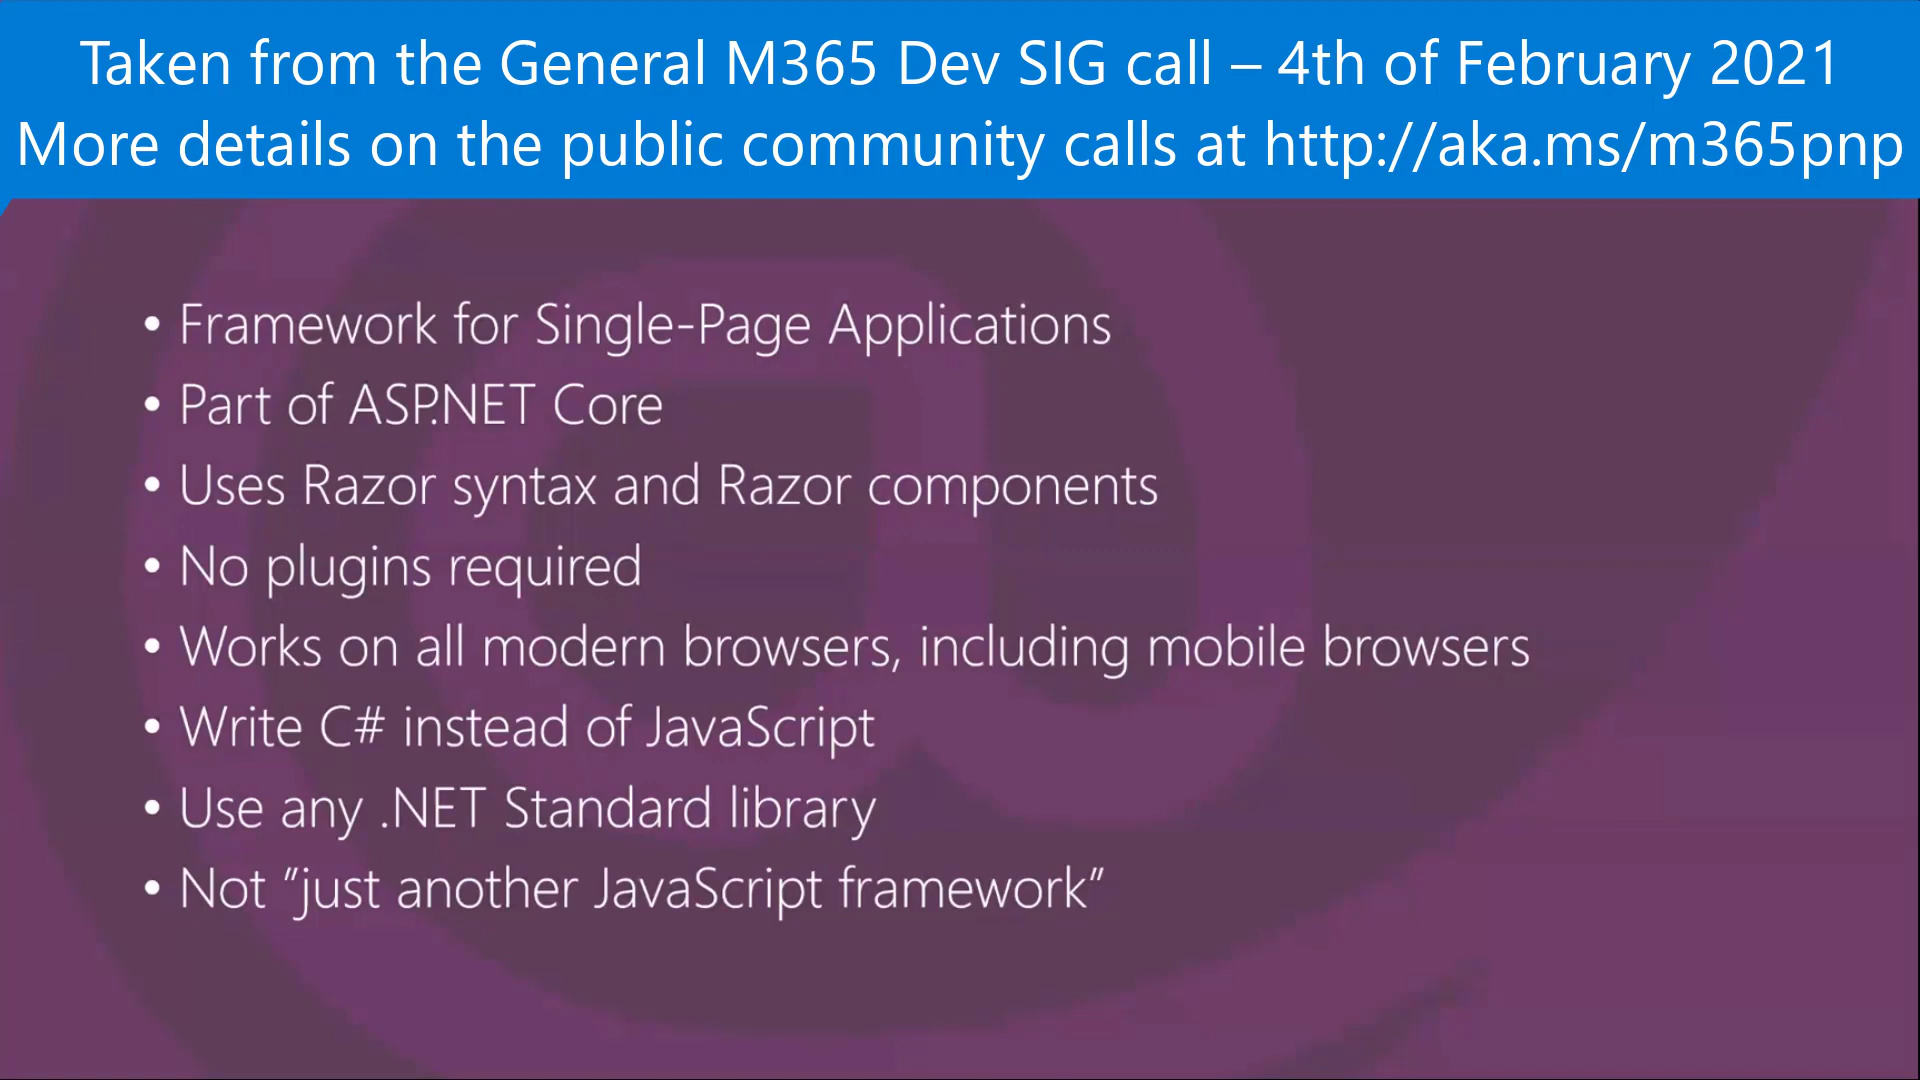 Taken from the General M365 Dev SIG call – 4th of February 2021
More details on the public community calls at http://aka.ms/m365pnp
• Framework for Single-Page Applications
• Part of ASP.NET Core
• Uses Razor syntax and Razor components
• No plugins required
• Works on all modern browsers, including mobile browsers
• Write C# instead of JavaScript
• Use any .NET Standard library
• Not ”just another JavaScript framework”